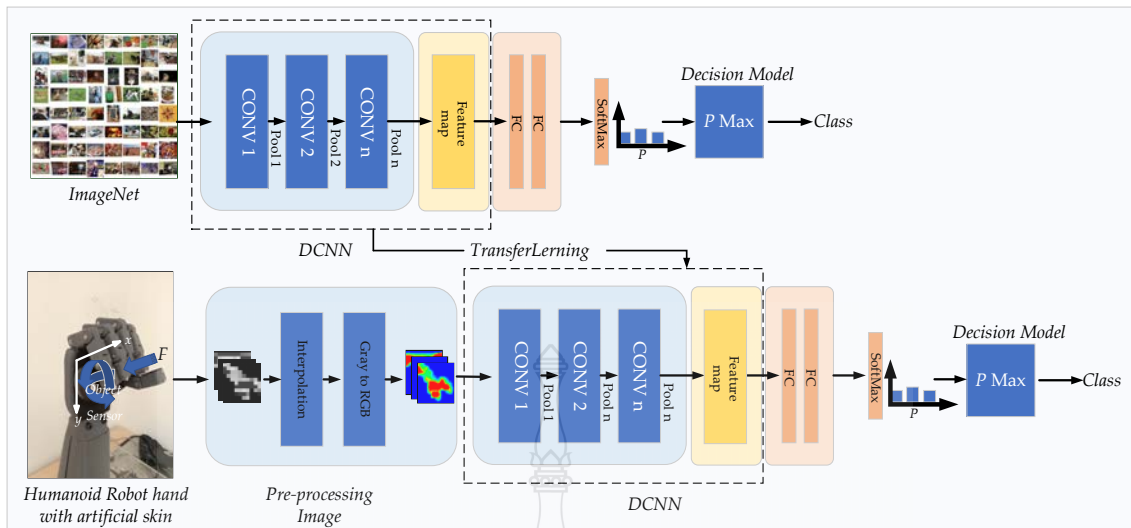 ImageNet
CONV 1
Pool 1
CONV 2
Pool 2
CONV n
Pool n
Feature
map
FC
FC
SoftMax
P
Decision Model
P Max
Class
DCNN
TransferLerning
x
F
Object
Sensor
y
Humanoid Robot hand
with artificial skin
Interpolation
Gray to RGB
Pre-processing
Image
CONV 1
Pool 1
CONV 2
Pool n
CONV n
Pool n
Feature
map
FC
FC
SoftMax
P
Decision Model
P Max
Class
DCNN